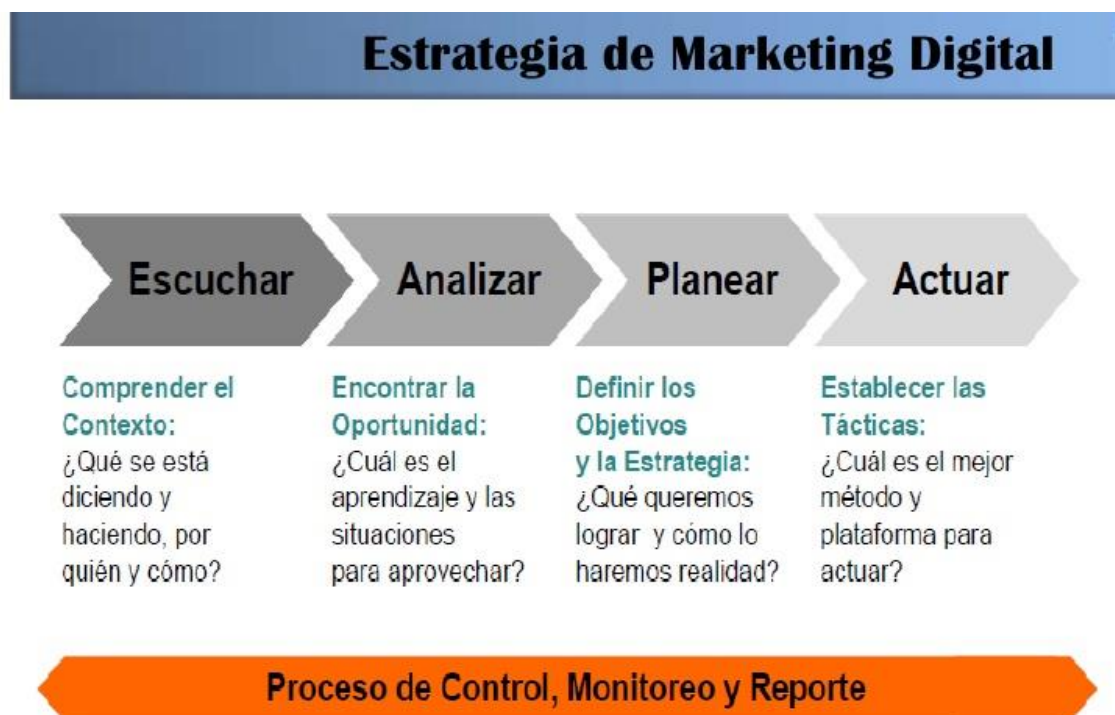 Estrategia de Marketing Digital
Escuchar
Analizar
Planear
Actuar
Comprender el
Contexto:
¿Qué se está
diciendo y
haciendo, por
quién y cómo?
Encontrar la
Oportunidad:
¿Cuál es el
aprendizaje y las
situaciones
para aprovechar?
Definir los
Objetivos
y la Estrategia:
¿Qué queremos
lograr y cómo lo
haremos realidad?
Establecer las
Tácticas:
¿Cuál es el mejor
método y
plataforma para
actuar?
Proceso de Control, Monitoreo y Reporte